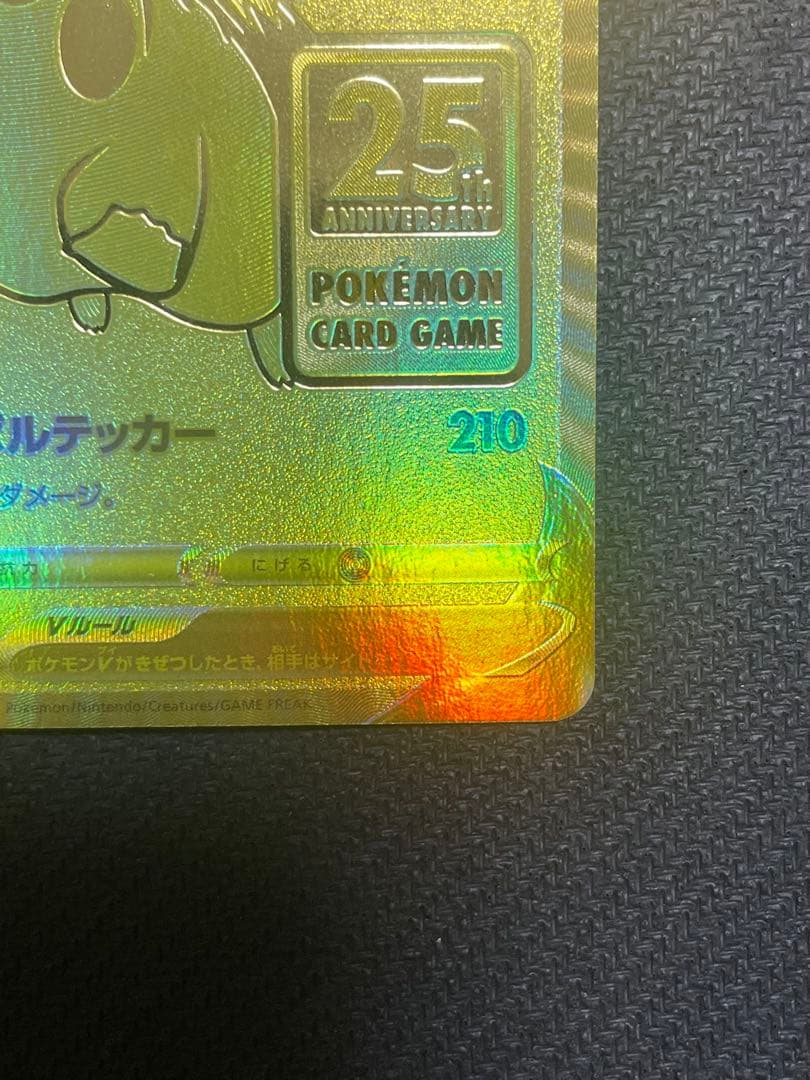 25th
ANNIVERSARY
POKÉMON
CARD GAME
ルテッカー 210
ダメージ。
にげる
Vルール
ポケモンVがきぜつしたとき、相手はサイド
Pokémon/Nintendo/Creatures/GAME FREAK